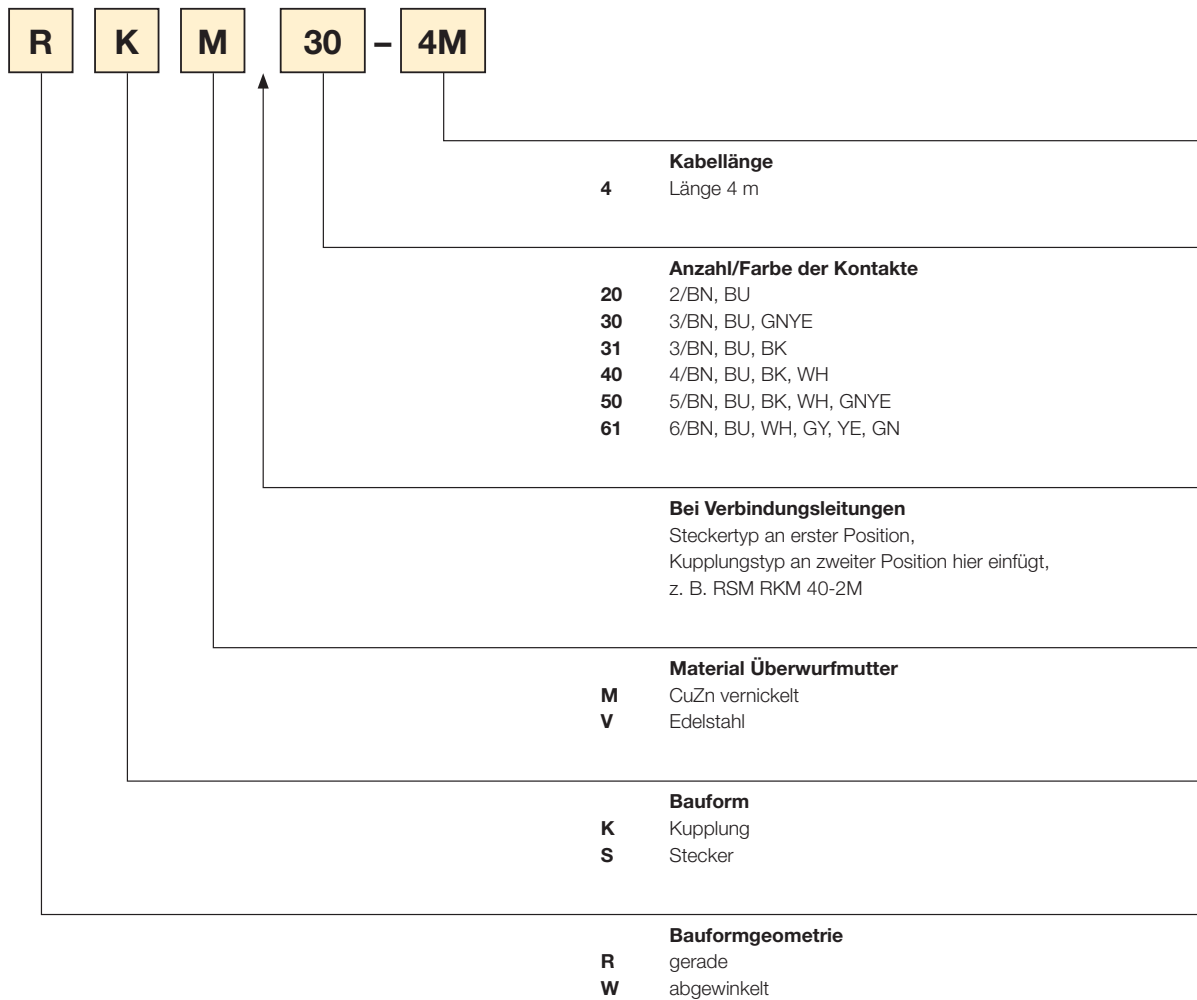 R K M 30 – 4M
Kabellänge
4 Länge 4 m
Anzahl/Farbe der Kontakte
20 2/BN, BU
30 3/BN, BU, GNYE
31 3/BN, BU, BK
40 4/BN, BU, BK, WH
50 5/BN, BU, BK, WH, GNYE
61 6/BN, BU, WH, GY, YE, GN
Bei Verbindungsleitungen
Steckertyp an erster Position,
Kupplungstyp an zweiter Position hier einfügt,
z. B. RSM RKM 40-2M
Material Überwurfmutter
M CuZn vernickelt
V Edelstahl
Bauform
K Kupplung
S Stecker
Bauformgeometrie
R gerade
W abgewinkelt